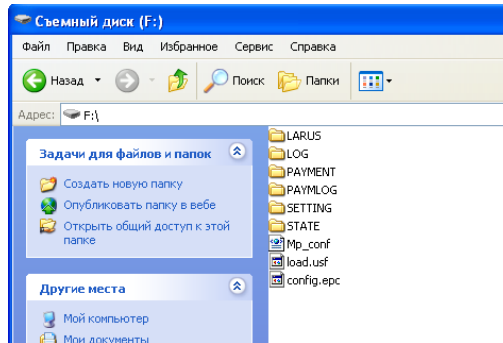 Съемный диск (F:)
Файл Правка Вид Избранное Сервис Справка
Назад Поиск Папки
Адрес: F:\
Задачи для файлов и папок
Создать новую папку
Опубликовать папку в вебе
Открыть общий доступ к этой
папке
Другие места
Мой компьютер
Мои документы
LARUS
LOG
PAYMENT
PAYMLOG
SETTING
STATE
Mp_conf
load.usf
config.epc